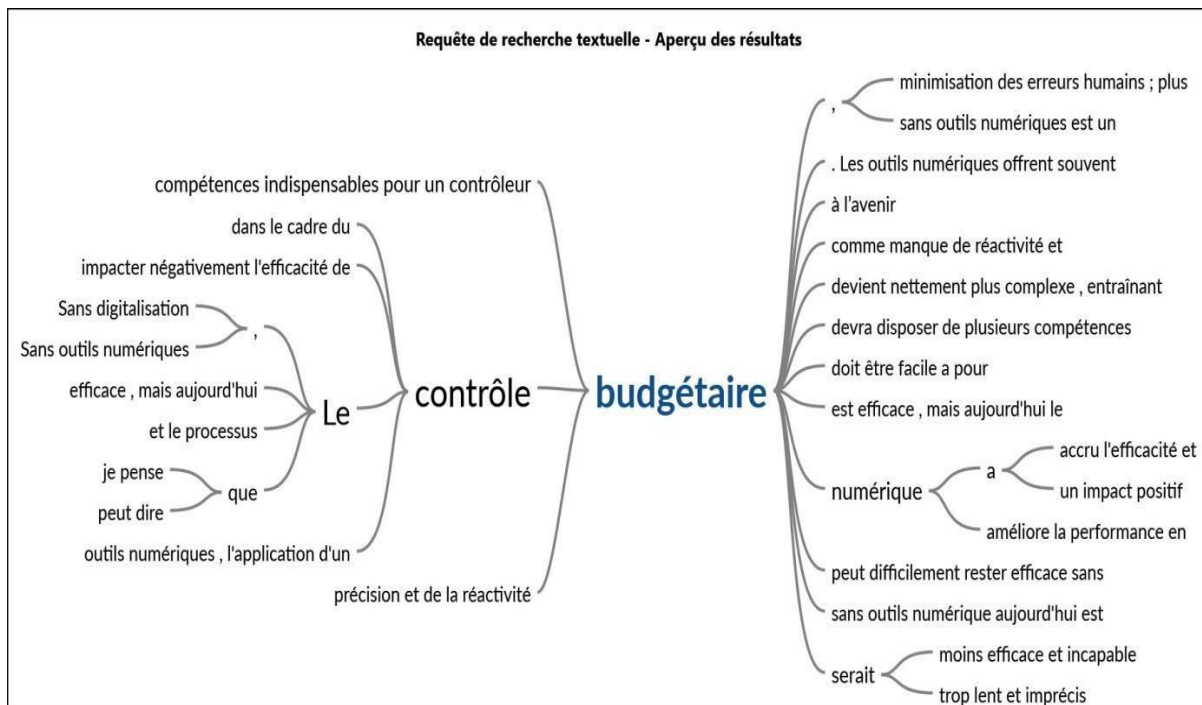 Requête de recherche textuelle - Aperçu des résultats
compétences indispensables pour un contrôleur
dans le cadre du
impacter négativement l'efficacité de
Sans digitalisation
,
Sans outils numériques
efficace , mais aujourd'hui
Le
et le processus
je pense
que
peut dire
outils numériques , l'application d'un
contrôle
précision et de la réactivité
budgétaire
,
minimisation des erreurs humains ; plus
sans outils numériques est un
. Les outils numériques offrent souvent
à l’avenir
comme manque de réactivité et
devient nettement plus complexe , entraînant
devra disposer de plusieurs compétences
doit être facile a pour
est efficace , mais aujourd'hui le
numérique
a
accru l'efficacité et
un impact positif
améliore la performance en
peut difficilement rester efficace sans
sans outils numérique aujourd'hui est
serait
moins efficace et incapable
trop lent et imprécis